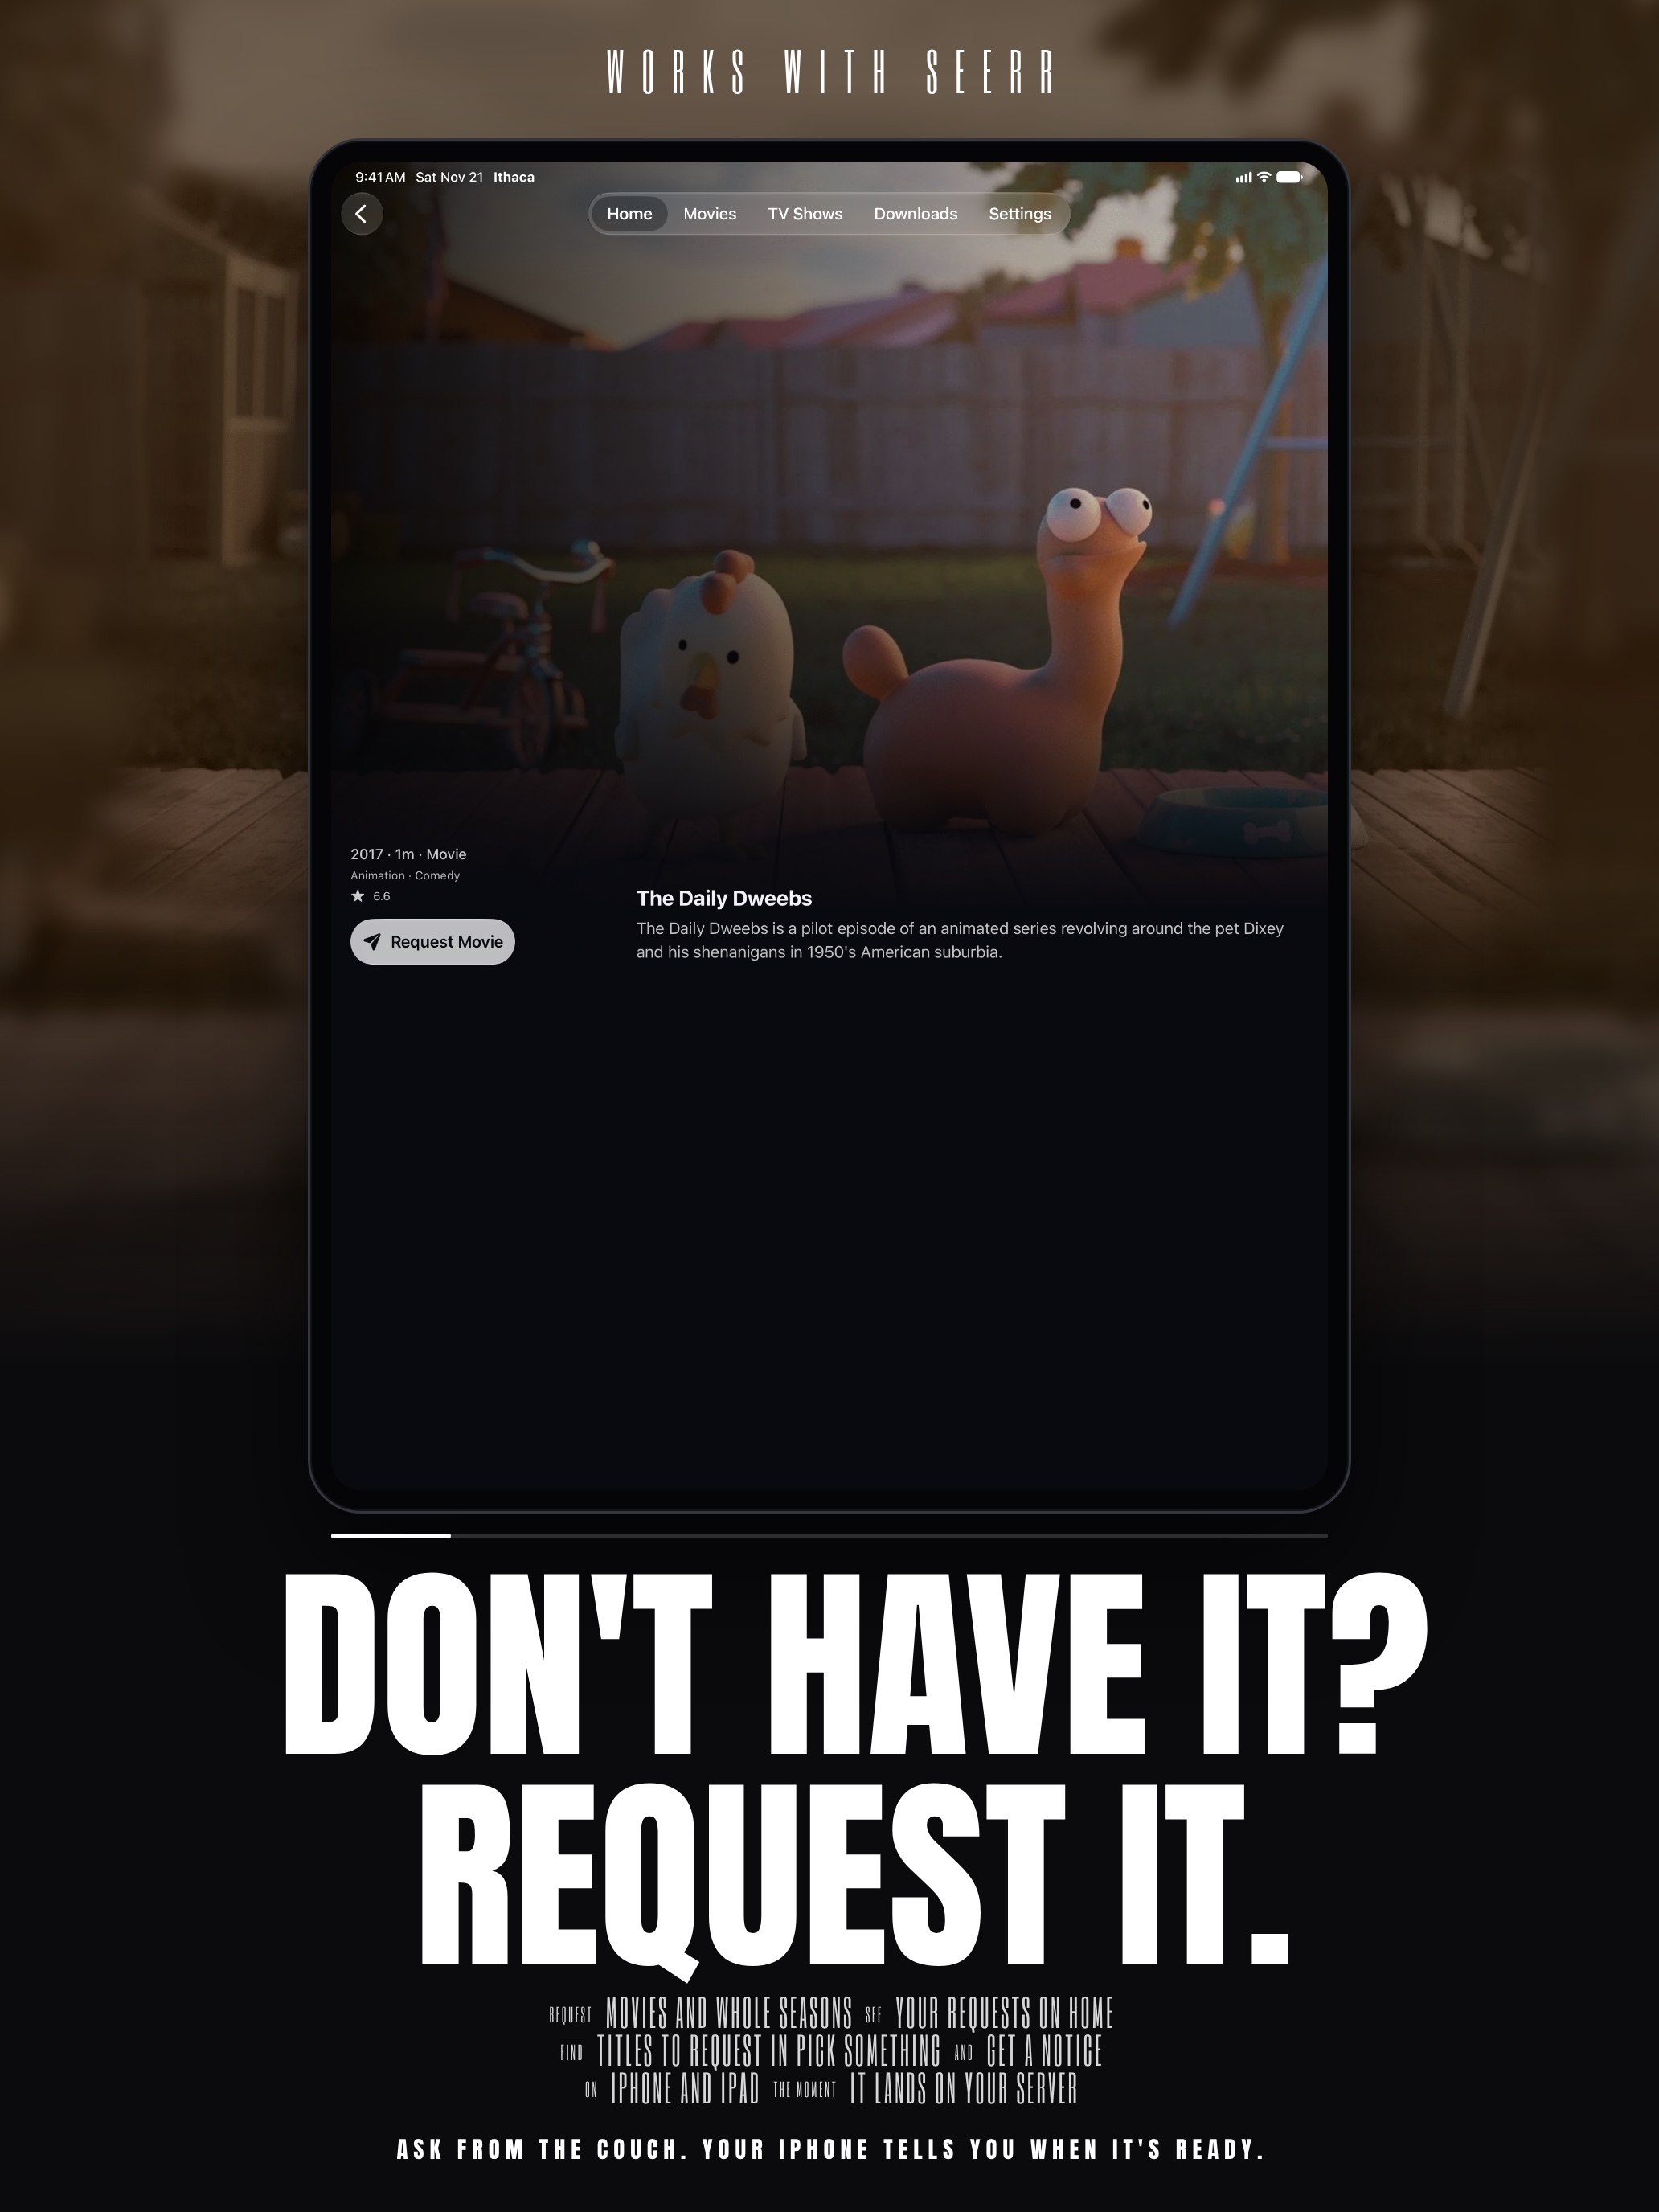 WORKS WITH SEERR
9:41 AM Sat Nov 21 Ithaca
Home Movies TV Shows Downloads Settings
2017 · 1m · Movie
Animation · Comedy
★ 6.6
Request Movie
The Daily Dweebs
The Daily Dweebs is a pilot episode of an animated series revolving around the pet Dixey
and his shenanigans in 1950's American suburbia.
DON'T HAVE IT?
REQUEST IT.
REQUEST MOVIES AND WHOLE SEASONS SEE YOUR REQUESTS ON HOME
FIND TITLES TO REQUEST IN PICK SOMETHING AND GET A NOTICE
ON IPHONE AND IPAD THE MOMENT IT LANDS ON YOUR SERVER
ASK FROM THE COUCH. YOUR IPHONE TELLS YOU WHEN IT'S READY.